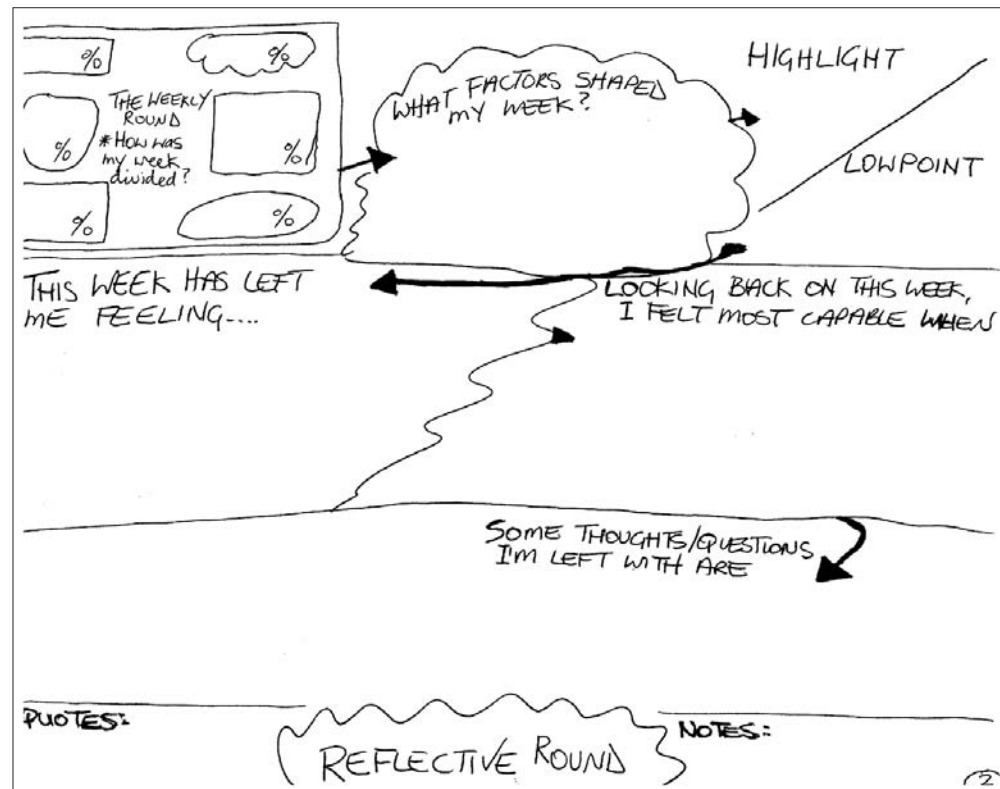 %
%
THE WEEKLY
ROUND
*HOW WAS
my week
divided?
%
%
%
%
WHAT FACTORS SHAPED
MY WEEK?
HIGHLIGHT
LOWPOINT
THIS WEEK HAS LEFT
ME FEELING....
LOOKING BACK ON THIS WEEK,
I FELT MOST CAPABLE WHEN
SOME THOUGHTS/QUESTIONS
I'M LEFT WITH ARE
QUOTES:
REFLECTIVE ROUND
NOTES:
2